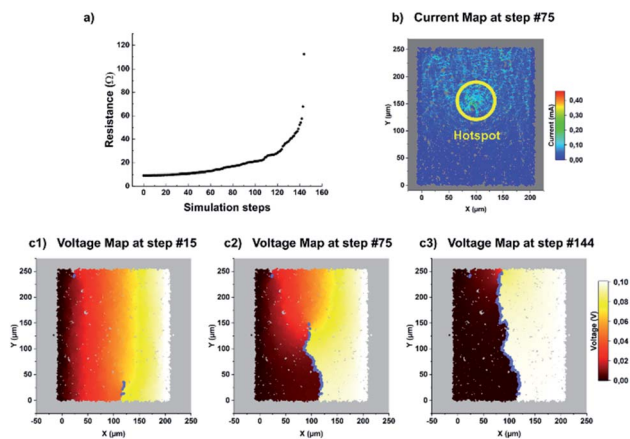 a)
120
100
80
60
40
20
0
Resistance (Ω)
0 20 40 60 80 100 120 140 160
Simulation steps
b) Current Map at step #75
250
200
150
100
50
0
Y (µm)
Hotspot
0 50 100 150 200
X (µm)
0,40
0,30
0,20
0,10
0,00
Current (mA)
c1) Voltage Map at step #15
250
200
150
100
50
0
Y (µm)
-50 0 50 100 150 200 250
X (µm)
c2) Voltage Map at step #75
250
200
150
100
50
0
Y (µm)
-50 0 50 100 150 200 250
X (µm)
c3) Voltage Map at step #144
250
200
150
100
50
0
Y (µm)
-50 0 50 100 150 200 250
X (µm)
0,10
0,08
0,06
0,04
0,02
0,00
Voltage (V)